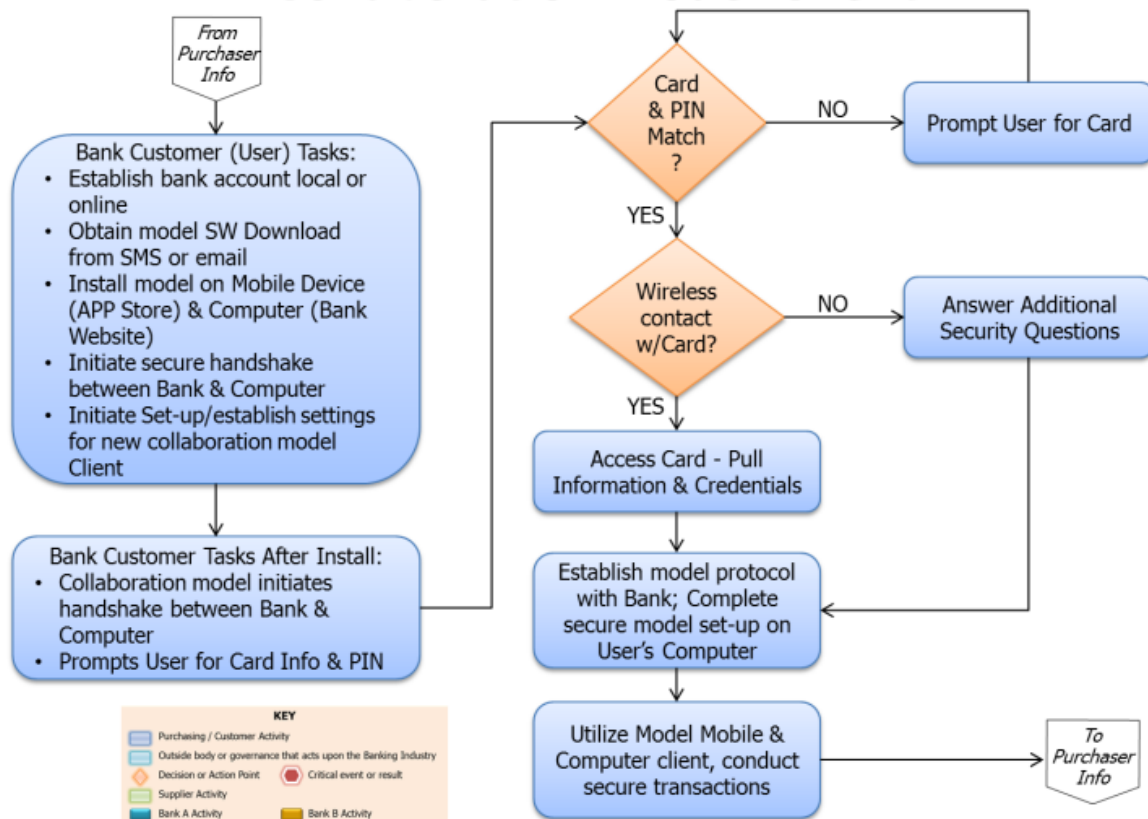 From
Purchaser
Info
Bank Customer (User) Tasks:
• Establish bank account local or
online
• Obtain model SW Download
from SMS or email
• Install model on Mobile Device
(APP Store) & Computer (Bank
Website)
• Initiate secure handshake
between Bank & Computer
• Initiate Set-up/establish settings
for new collaboration model
Client
Bank Customer Tasks After Install:
• Collaboration model initiates
handshake between Bank &
Computer
• Prompts User for Card Info & PIN
Card
& PIN
Match
?
NO
Prompt User for Card
YES
Wireless
contact
w/Card?
NO
Answer Additional
Security Questions
YES
Access Card - Pull
Information & Credentials
Establish model protocol
with Bank; Complete
secure model set-up on
User's Computer
Utilize Model Mobile &
Computer client, conduct
secure transactions
To
Purchaser
Info
KEY
Purchasing / Customer Activity
Outside body or governance that acts upon the Banking Industry
Decision or Action Point
Critical event or result
Supplier Activity
Bank A Activity
Bank B Activity